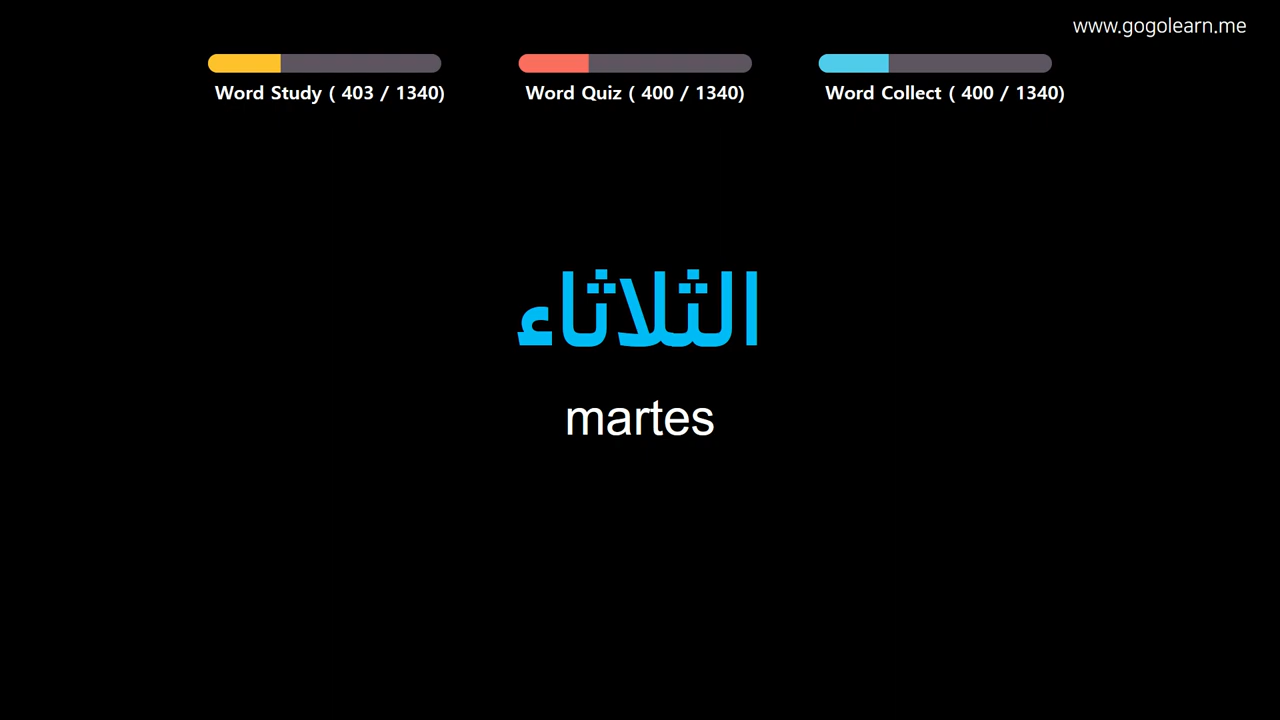 www.gogolearn.me
Word Study ( 403 / 1340)
Word Quiz ( 400 / 1340)
Word Collect ( 400 / 1340)
الثلاثاء
martes